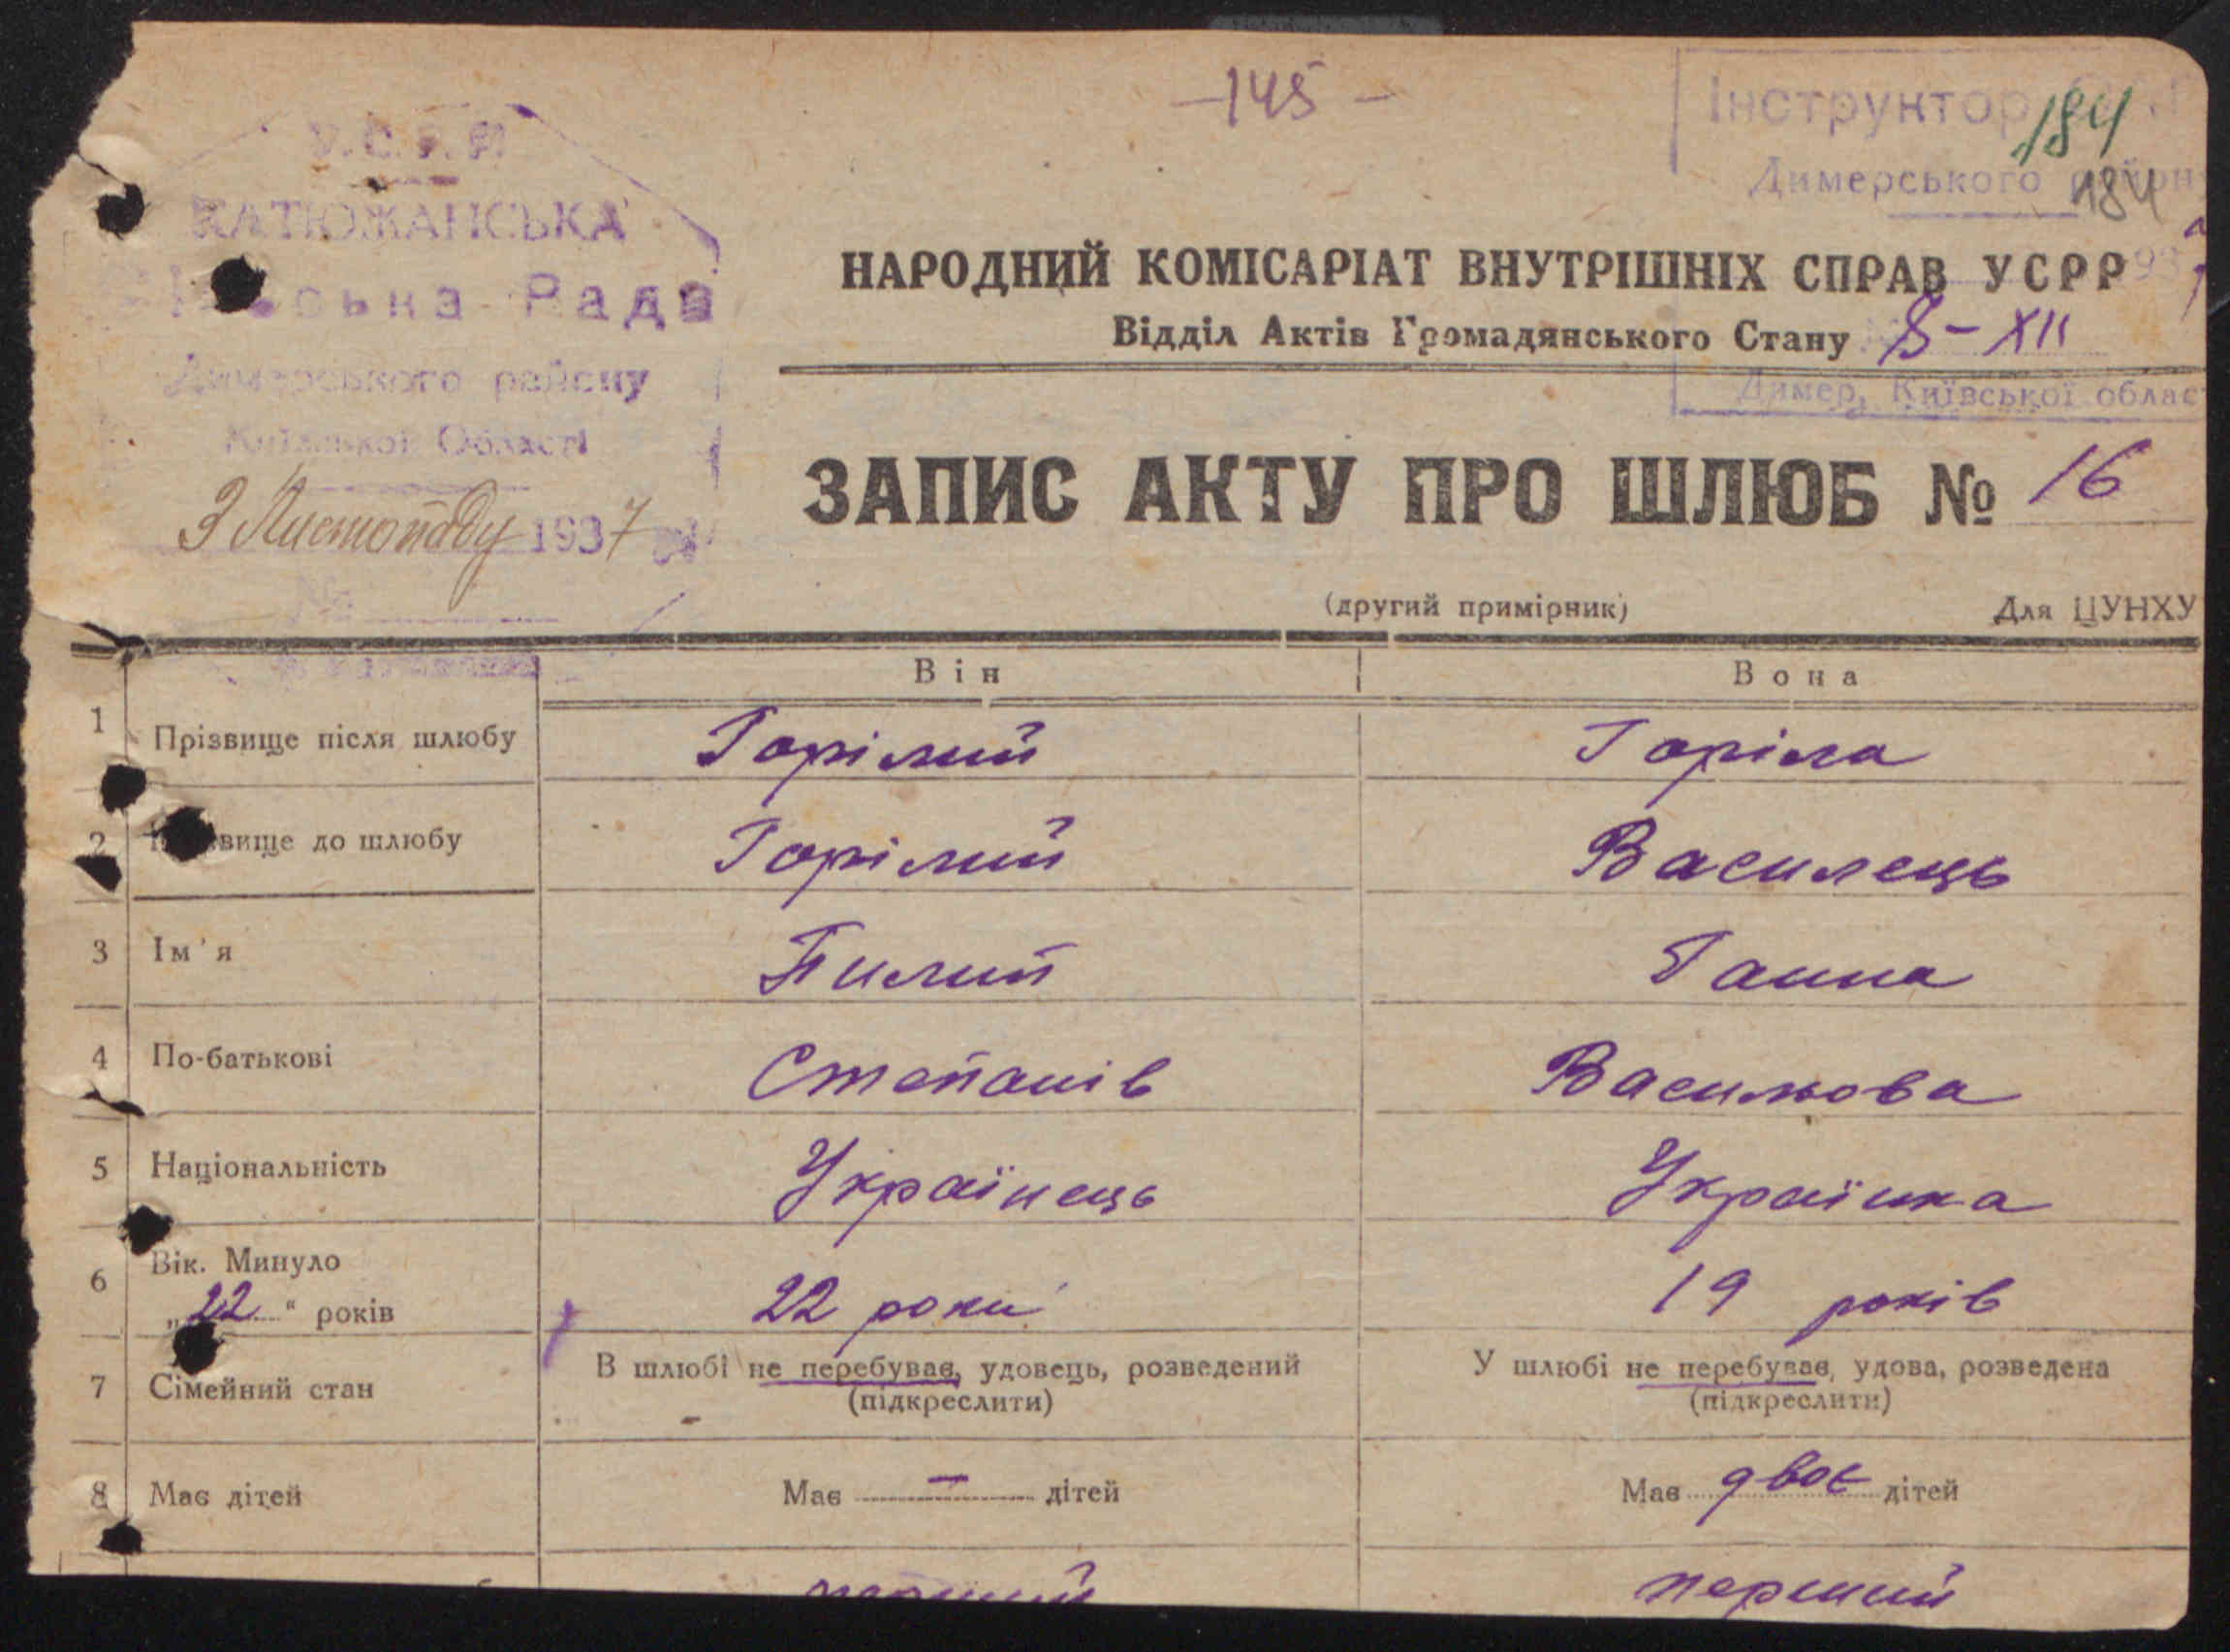 —145—
Інструктор
184
Димерського
184
У.С.Р.Р.
КАТЮЖАНСЬКА
Рада
Димерського району
Київської Області
3 Листопаду 1937
№
НАРОДНИЙ КОМІСАРІАТ ВНУТРІШНІХ СПРАВ УСРР
Відділ Актів Громадянського Стану
8-XII
Димер, Київської облас
ЗАПИС АКТУ ПРО ШЛЮБ № 16
(другий примірник) Для ЦУНХУ
Він Вона
1 Прізвище після шлюбу Горілий Горіла
2 вище до шлюбу Горілий Василець
3 Ім'я Пилип Ганна
4 По-батькові Степанів Васильова
5 Національність Українець Українка
6 Вік. Минуло
„22" років 22 роки 19 років
7 Сімейний стан В шлюбі не перебував, удовець, розведений У шлюбі не перебував, удова, розведена
(підкреслити) (підкреслити)
8 Має дітей Має — дітей Має двоє дітей
перший перший